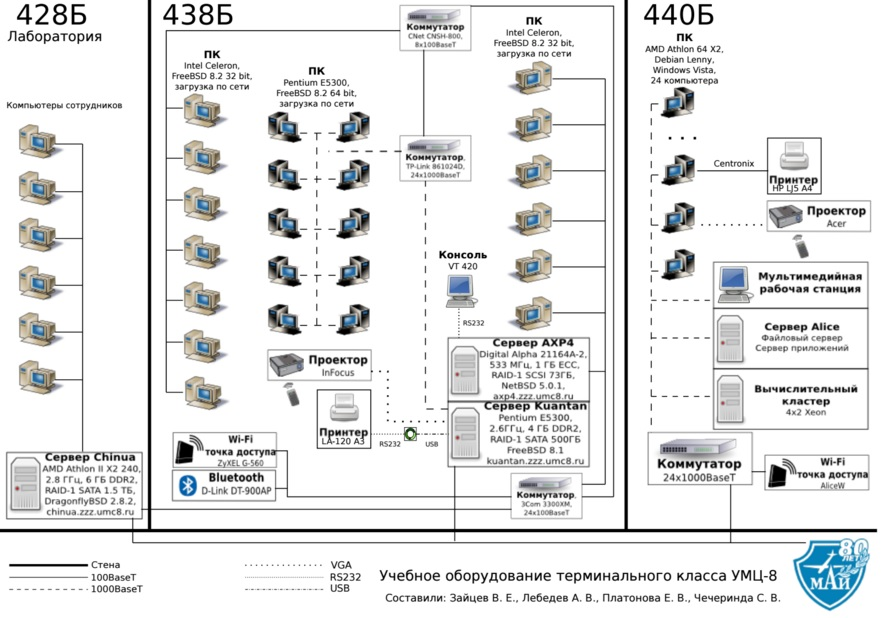 428Б
Лаборатория
Компьютеры сотрудников
Сервер Chinua
AMD Athlon II X2 240,
2.8 ГГц, 6 ГБ DDR2,
RAID-1 SATA 1.5 ТБ,
DragonflyBSD 2.8.2,
chinua.zzz.umc8.ru
438Б
ПК
Intel Celeron,
FreeBSD 8.2 32 bit,
загрузка по сети
ПК
Pentium E5300,
FreeBSD 8.2 64 bit,
загрузка по сети
Коммутатор
CNet CNSH-800,
8x100BaseT
Коммутатор
TP-Link 861024D,
24x1000BaseT
ПК
Intel Celeron,
FreeBSD 8.2 32 bit,
загрузка по сети
Консоль
VT 420
RS232
Проектор
InFocus
Принтер
LA-120 A3
RS232
USB
Сервер AXP4
Digital Alpha 21164A-2,
533 МГц, 1 ГБ ECC,
RAID-1 SCSI 73ГБ,
NetBSD 5.0.1,
axp4.zzz.umc8.ru
Сервер Kuantan
Pentium E5300,
2.6ГГц, 4 ГБ DDR2,
RAID-1 SATA 500ГБ
FreeBSD 8.1
kuantan.zzz.umc8.ru
Wi-Fi
точка доступа
ZyXEL G-560
Bluetooth
D-Link DT-900AP
Коммутатор
3Com 3300XM,
24x100BaseT
440Б
ПК
AMD Athlon 64 X2,
Debian Lenny,
Windows Vista,
24 компьютера
...
Centronix
Принтер
HP LJ5 A4
Проектор
Acer
Мультимедийная
рабочая станция
Сервер Alice
Файловый сервер
Сервер приложений
Вычислительный
кластер
4x2 Xeon
Коммутатор
24x1000BaseT
Wi-Fi
точка доступа
AliceW
Стена
100BaseT
1000BaseT
VGA
RS232
USB
Учебное оборудование терминального класса УМЦ-8
Составили: Зайцев В. Е., Лебедев А. В., Платонова Е. В., Чечеринда С. В.
80
ЛЕТ
МАИ